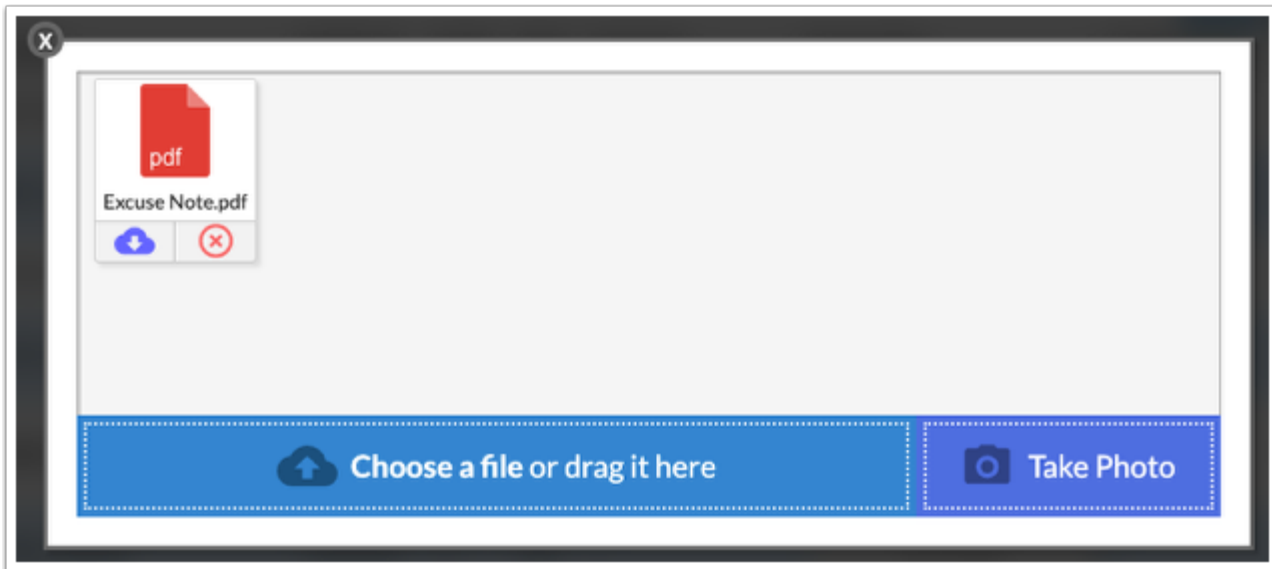 X
pdf
Excuse Note.pdf
Choose a file or drag it here
Take Photo